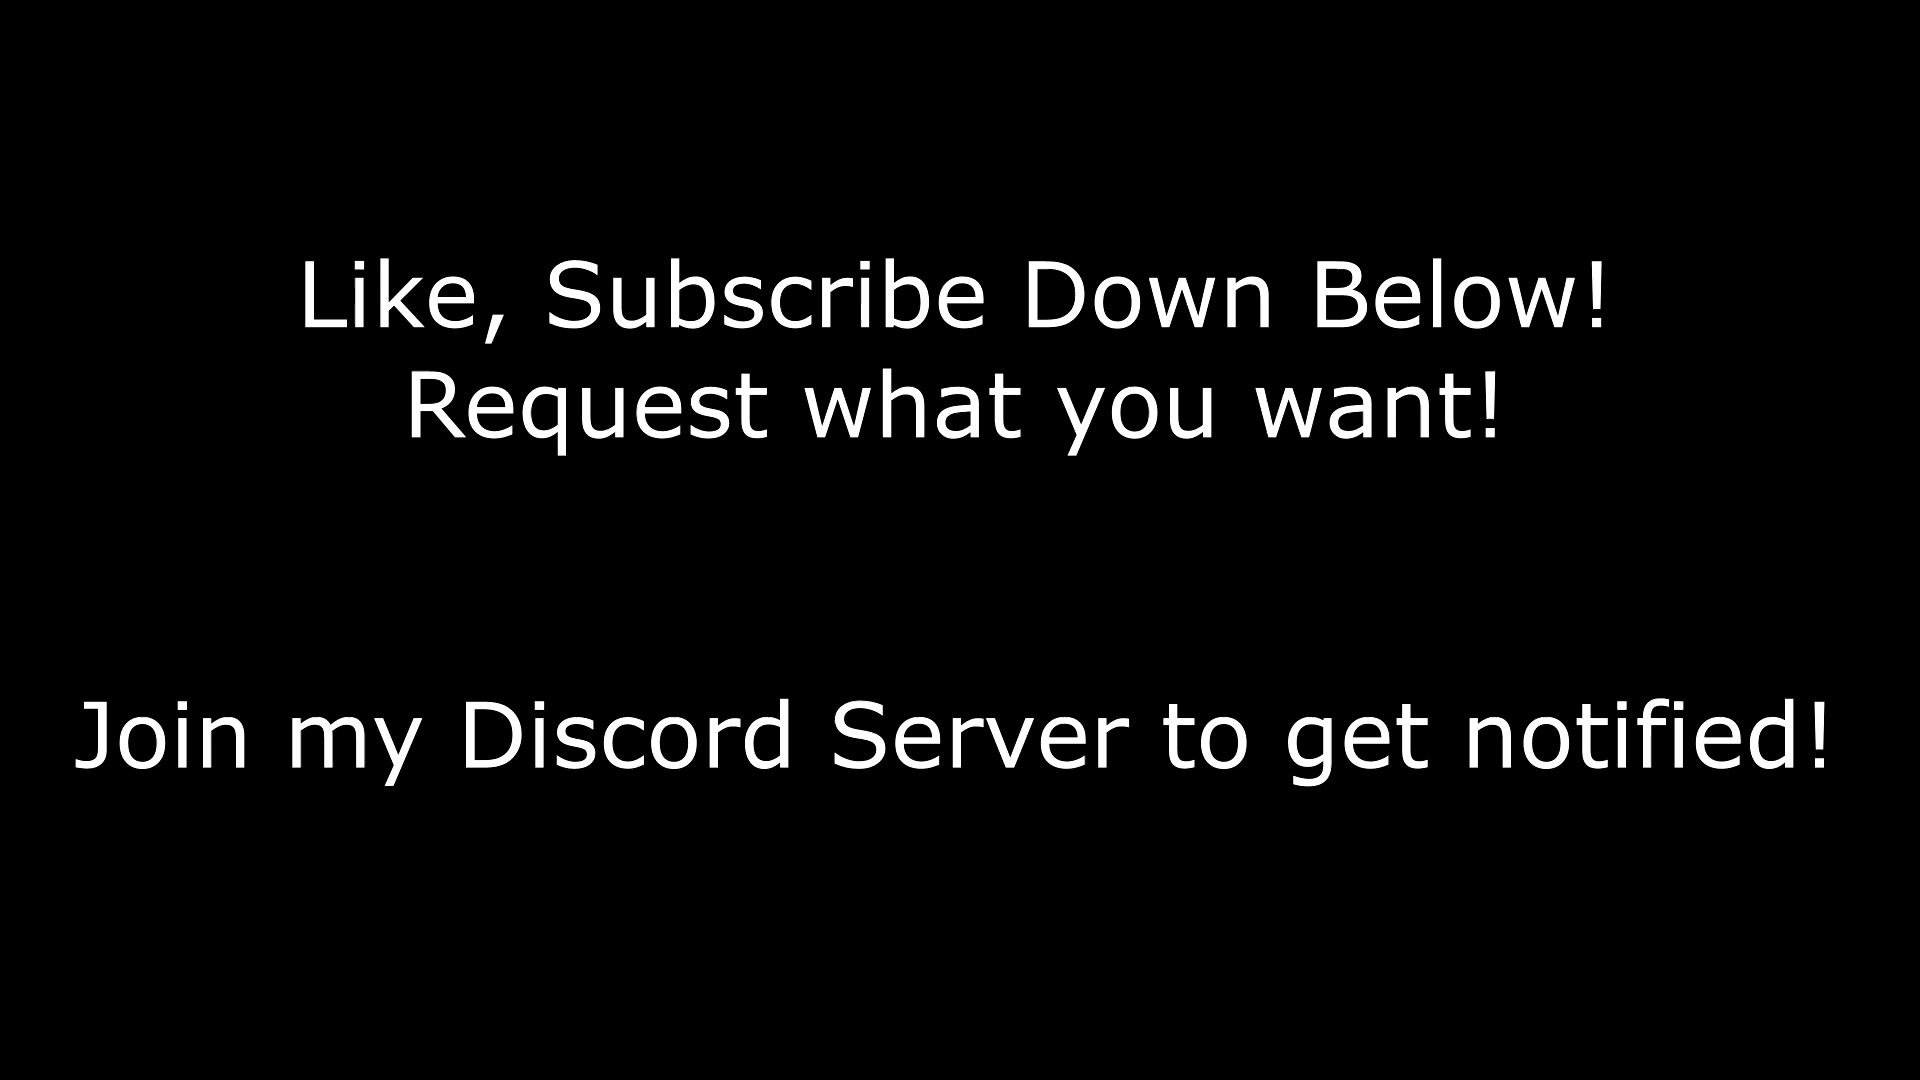 Like, Subscribe Down Below!
Request what you want!
Join my Discord Server to get notified!